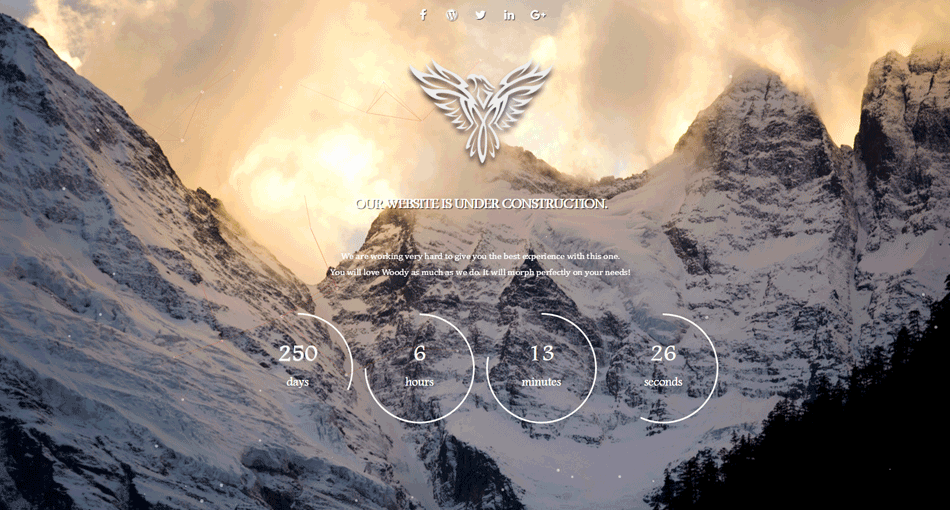 OUR WEBSITE IS UNDER CONSTRUCTION.
We are working very hard to give you the best experience with this one.
You will love Woody as much as we do. It will morph perfectly on your needs!
250 6 13 26
days hours minutes seconds